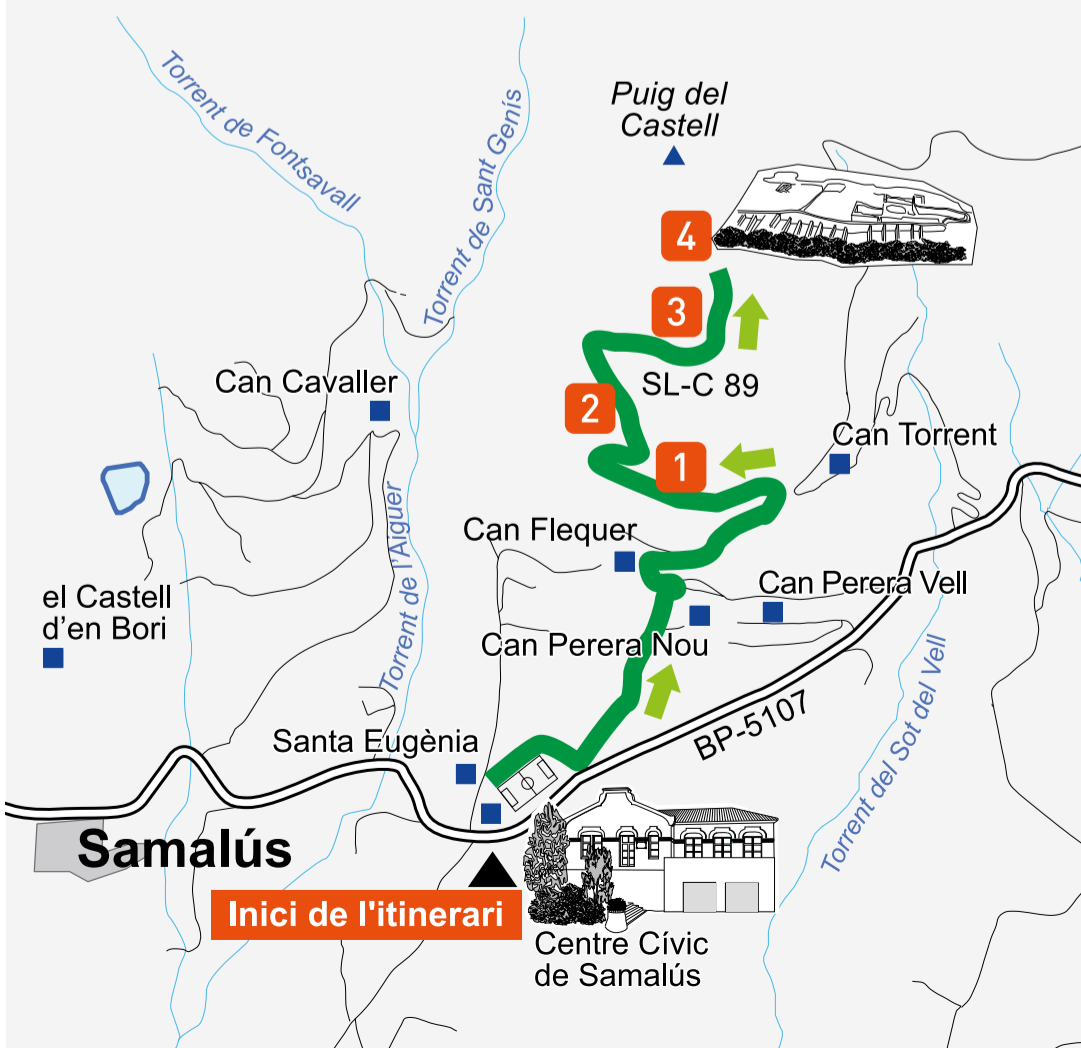 Torrent de Fontsavall
Torrent de Sant Genís
Puig del
Castell
4
3
SL-C 89
Can Cavaller
2
Can Torrent
1
Can Flequer
Torrent de l'Aiguer
Can Perera Vell
el Castell
d'en Bori
Can Perera Nou
BP-5107
Torrent del Sot del Vell
Santa Eugènia
Samalús
Inici de l'itinerari
Centre Cívic
de Samalús